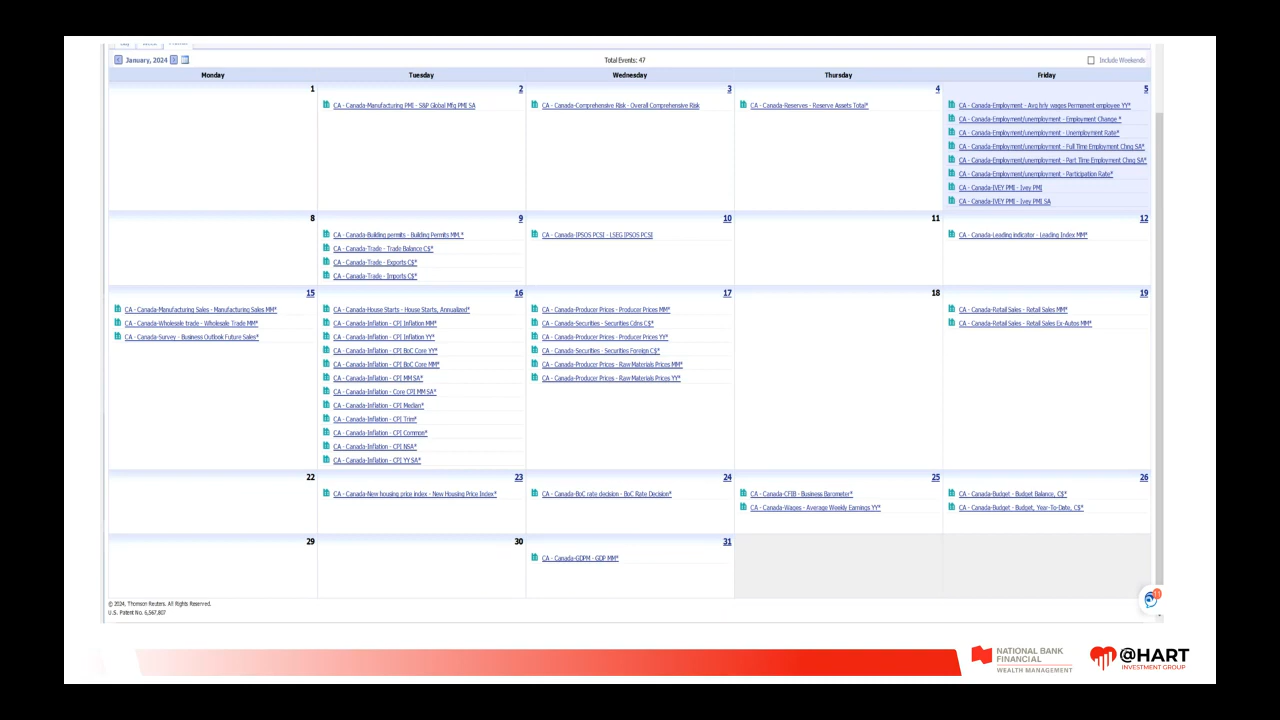 January, 2024
Total Events: 47
Include Weekends
Monday
Tuesday
Wednesday
Thursday
Friday
1
2
CA - Canada-Manufacturing PMI - S&P Global Mfg PMI SA
3
CA - Canada-Comprehensive Risk - Overall Comprehensive Risk
4
CA - Canada-Reserves - Reserve Assets Total*
5
CA - Canada-Employment - Avg hrly wages Permanent employee YY*
CA - Canada-Employment/unemployment - Employment Change *
CA - Canada-Employment/unemployment - Unemployment Rate*
CA - Canada-Employment/unemployment - Full Time Employment Chng SA*
CA - Canada-Employment/unemployment - Part Time Employment Chng SA*
CA - Canada-Employment/unemployment - Participation Rate*
CA - Canada-IVEY PMI - Ivey PMI
CA - Canada-IVEY PMI - Ivey PMI SA
8
9
CA - Canada-Building permits - Building Permits MM.*
CA - Canada-Trade - Trade Balance C$*
CA - Canada-Trade - Exports C$*
CA - Canada-Trade - Imports C$*
10
CA - Canada-IPSOS PCSI - LSEG IPSOS PCSI
11
12
CA - Canada-Leading indicator - Leading Index MM*
15
CA - Canada-Manufacturing Sales - Manufacturing Sales MM*
CA - Canada-Wholesale trade - Wholesale Trade MM*
CA - Canada-Survey - Business Outlook Future Sales*
16
CA - Canada-House Starts - House Starts, Annualized*
CA - Canada-Inflation - CPI Inflation MM*
CA - Canada-Inflation - CPI Inflation YY*
CA - Canada-Inflation - CPI BoC Core YY*
CA - Canada-Inflation - CPI BoC Core MM*
CA - Canada-Inflation - CPI MM SA*
CA - Canada-Inflation - Core CPI MM SA*
CA - Canada-Inflation - CPI Median*
CA - Canada-Inflation - CPI Trim*
CA - Canada-Inflation - CPI Common*
CA - Canada-Inflation - CPI NSA*
CA - Canada-Inflation - CPI YY SA*
17
CA - Canada-Producer Prices - Producer Prices MM*
CA - Canada-Securities - Securities Cdns C$*
CA - Canada-Producer Prices - Producer Prices YY*
CA - Canada-Securities - Securities Foreign C$*
CA - Canada-Producer Prices - Raw Materials Prices MM*
CA - Canada-Producer Prices - Raw Materials Prices YY*
18
19
CA - Canada-Retail Sales - Retail Sales MM*
CA - Canada-Retail Sales - Retail Sales Ex-Autos MM*
22
23
CA - Canada-New housing price index - New Housing Price Index*
24
CA - Canada-BoC rate decision - BoC Rate Decision*
25
CA - Canada-CFIB - Business Barometer*
CA - Canada-Wages - Average Weekly Earnings YY*
26
CA - Canada-Budget - Budget Balance, C$*
CA - Canada-Budget - Budget, Year-To-Date, C$*
29
30
31
CA - Canada-GDPM - GDP MM*
© 2024, Thomson Reuters. All Rights Reserved.
U.S. Patent No. 6,567,807
11
NATIONAL BANK
FINANCIAL
WEALTH MANAGEMENT
@HART
INVESTMENT GROUP